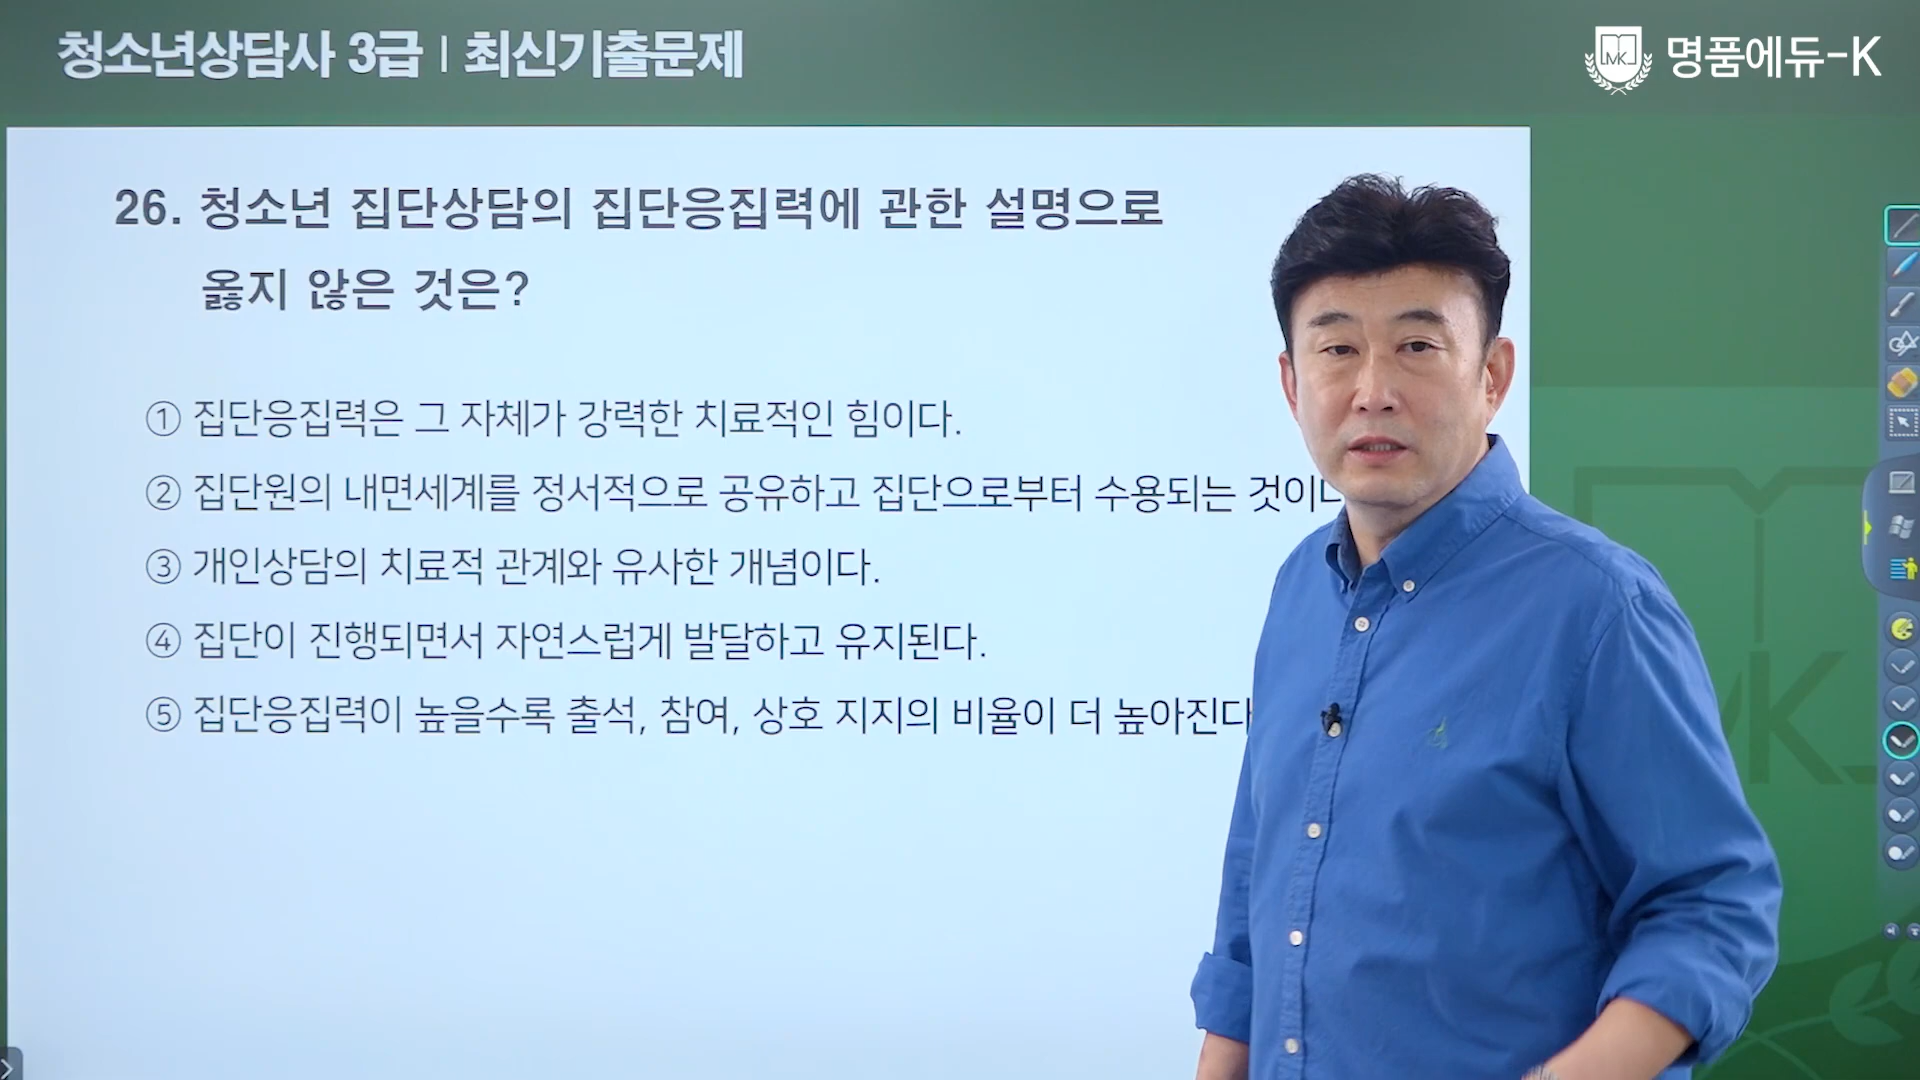 청소년상담사 3급 | 최신기출문제
MK 명품에듀-K
26. 청소년 집단상담의 집단응집력에 관한 설명으로
옳지 않은 것은?
① 집단응집력은 그 자체가 강력한 치료적인 힘이다.
② 집단원의 내면세계를 정서적으로 공유하고 집단으로부터 수용되는
③ 개인상담의 치료적 관계와 유사한 개념이다.
④ 집단이 진행되면서 자연스럽게 발달하고 유지된다.
⑤ 집단응집력이 높을수록 출석, 참여, 상호 지지의 비율이 더 높아진다